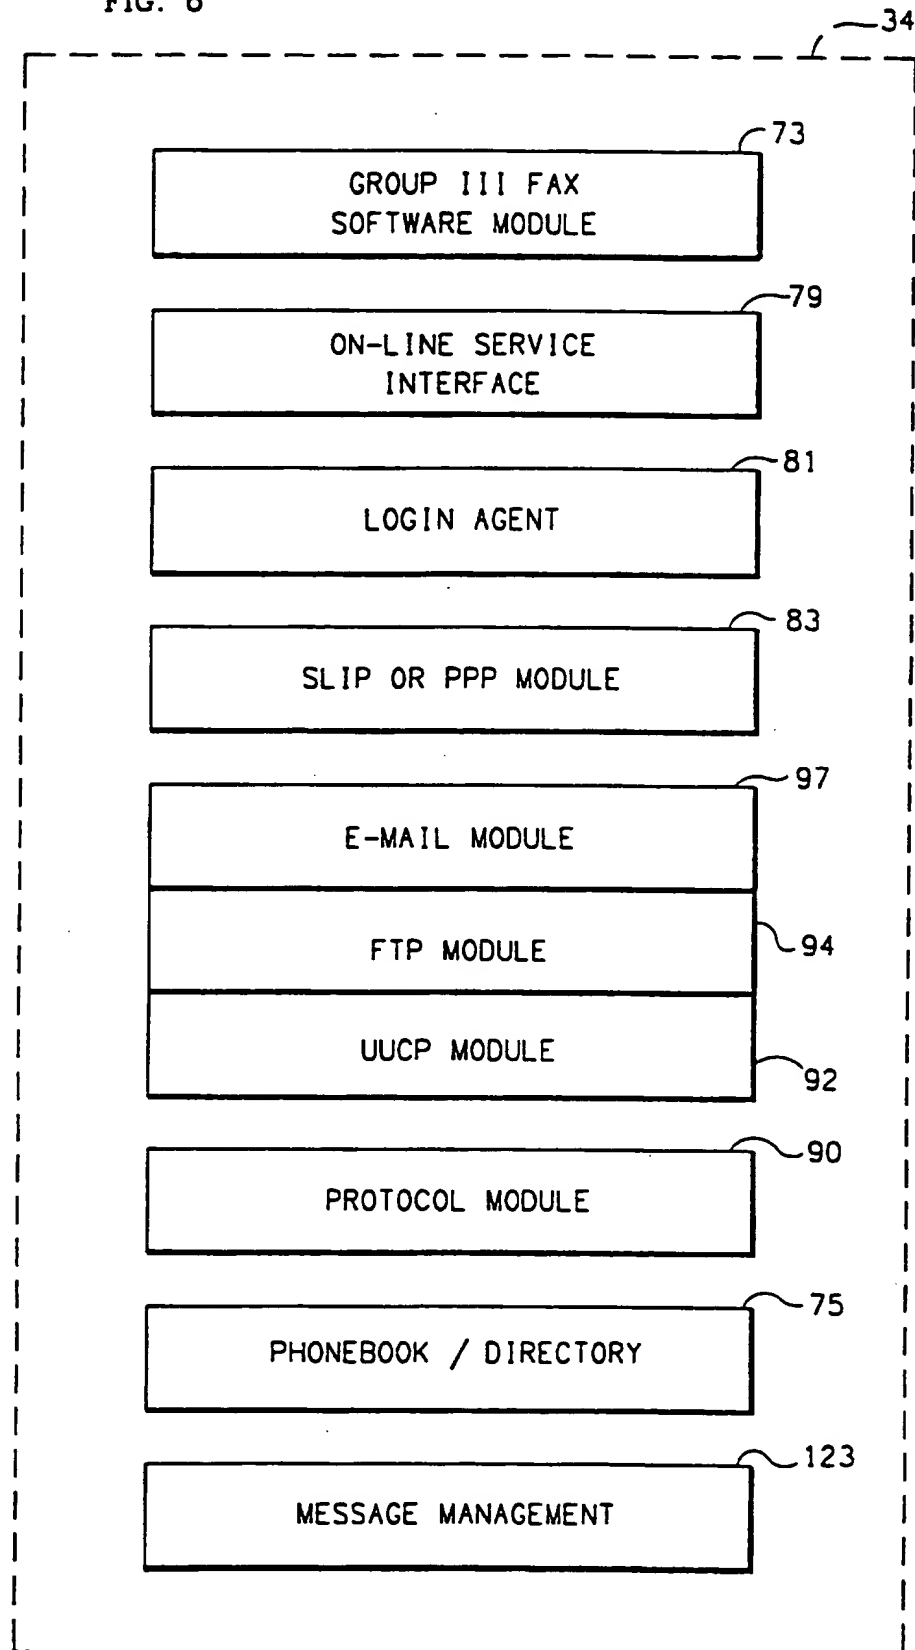 FIG. 6
34
73
GROUP III FAX
SOFTWARE MODULE
79
ON-LINE SERVICE
INTERFACE
81
LOGIN AGENT
83
SLIP OR PPP MODULE
97
E-MAIL MODULE
FTP MODULE
94
UUCP MODULE
92
90
PROTOCOL MODULE
75
PHONEBOOK / DIRECTORY
123
MESSAGE MANAGEMENT